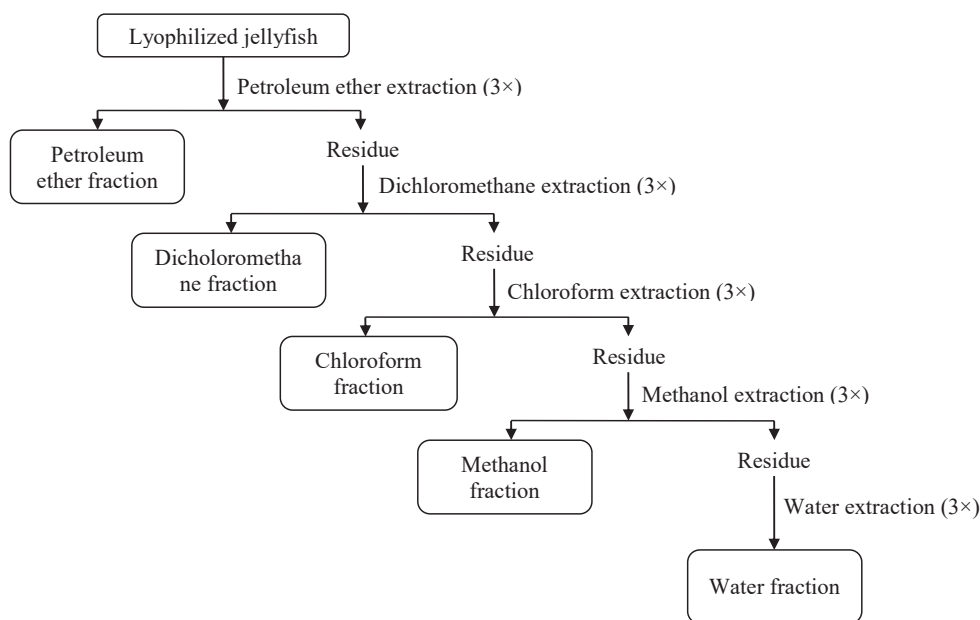 Lyophilized jellyfish
Petroleum ether extraction (3×)
Petroleum
ether fraction
Residue
Dichloromethane extraction (3×)
Dicholorometha
ne fraction
Residue
Chloroform extraction (3×)
Chloroform
fraction
Residue
Methanol extraction (3×)
Methanol
fraction
Residue
Water extraction (3×)
Water fraction